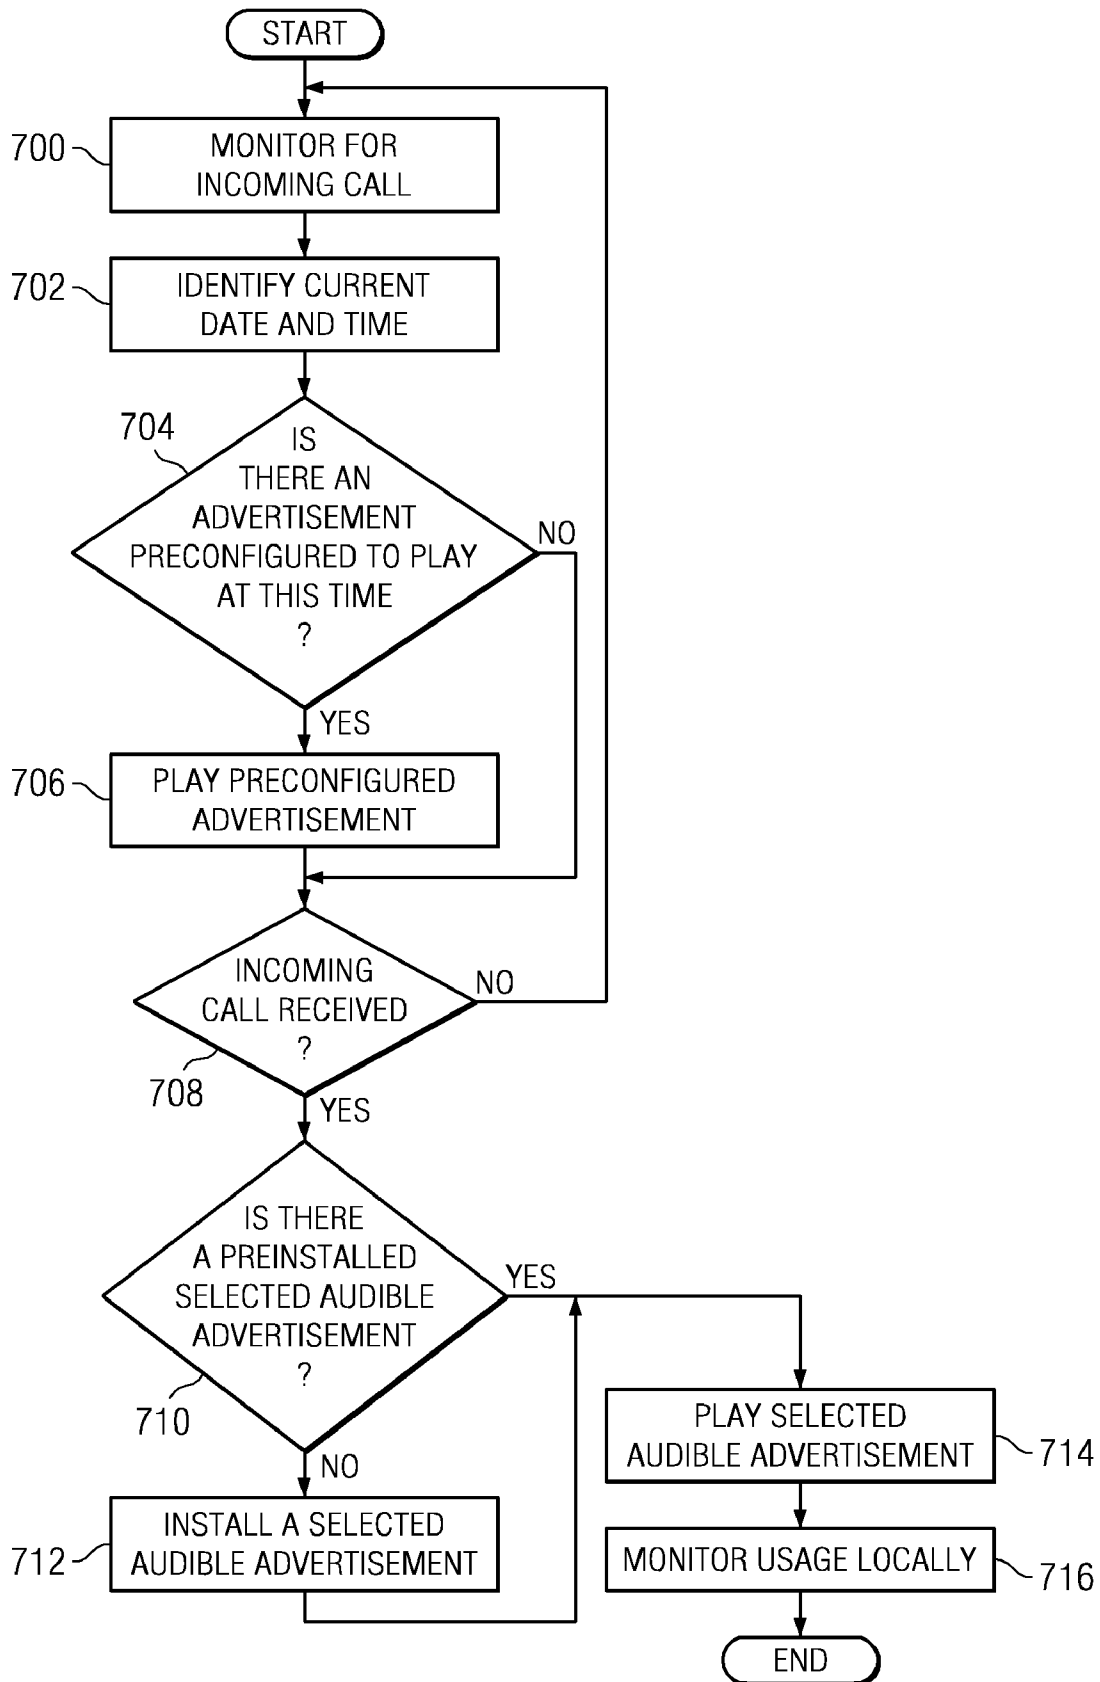 START
700
MONITOR FOR
INCOMING CALL
702
IDENTIFY CURRENT
DATE AND TIME
704
IS
THERE AN
ADVERTISEMENT
PRECONFIGURED TO PLAY
AT THIS TIME
?
NO
YES
706
PLAY PRECONFIGURED
ADVERTISEMENT
INCOMING
CALL RECEIVED
?
NO
708
YES
IS THERE
A PREINSTALLED
SELECTED AUDIBLE
ADVERTISEMENT
?
YES
710
NO
712
INSTALL A SELECTED
AUDIBLE ADVERTISEMENT
PLAY SELECTED
AUDIBLE ADVERTISEMENT
714
MONITOR USAGE LOCALLY
716
END